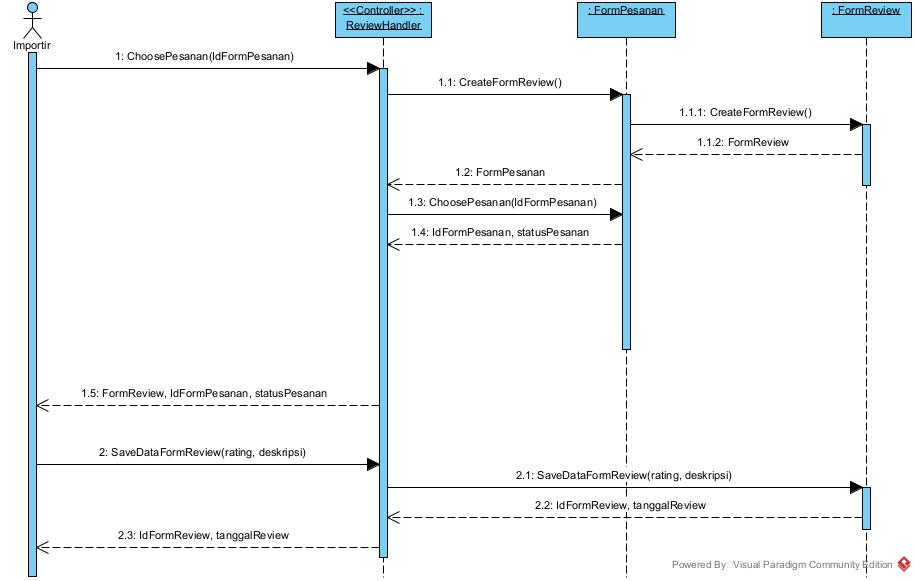 <<Controller>> :
ReviewHandler
: FormPesanan
: FormReview
Importir
1: ChoosePesanan(IdFormPesanan)
1.1: CreateFormReview()
1.1.1: CreateFormReview()
1.1.2: FormReview
1.2: FormPesanan
1.3: ChoosePesanan(IdFormPesanan)
1.4: IdFormPesanan, statusPesanan
1.5: FormReview, IdFormPesanan, statusPesanan
2: SaveDataFormReview(rating, deskripsi)
2.1: SaveDataFormReview(rating, deskripsi)
2.2: IdFormReview, tanggalReview
2.3: IdFormReview, tanggalReview
Powered By Visual Paradigm Community Edition